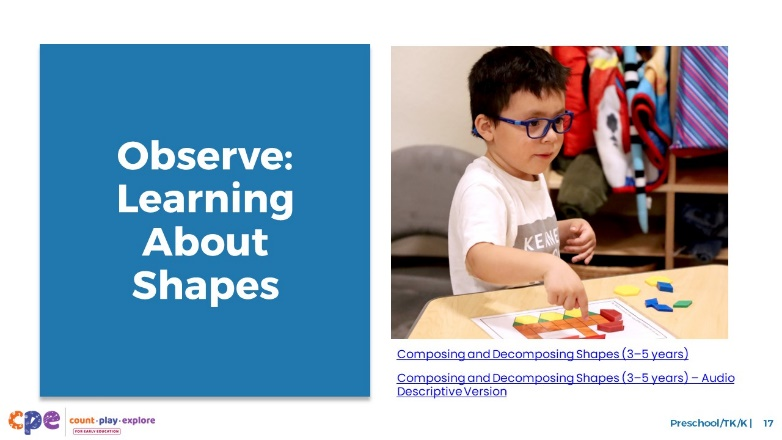 Observe:
Learning
About
Shapes
Composing and Decomposing Shapes (3–5 years)
Composing and Decomposing Shapes (3–5 years) – Audio
Descriptive Version
cpe
count·play·explore
FOR EARLY EDUCATION
Preschool/TK/K | 17